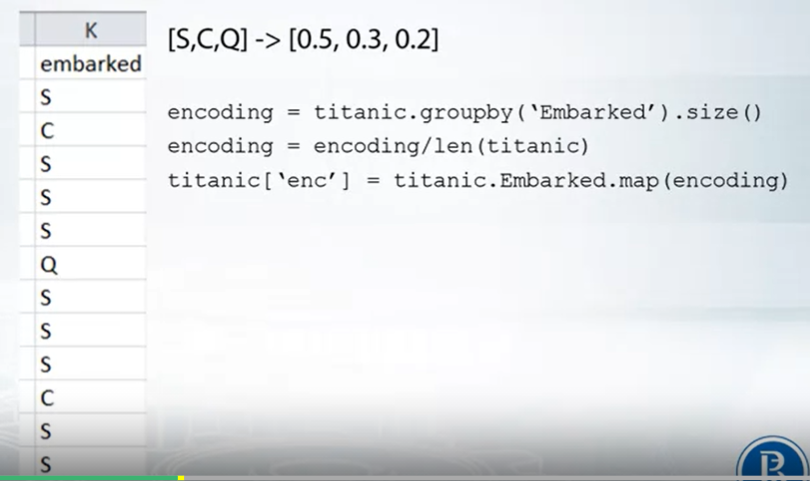 K
embarked
S
C
S
S
S
Q
S
S
S
C
S
S
[S,C,Q] -> [0.5, 0.3, 0.2]
encoding = titanic.groupby(‘Embarked’).size()
encoding = encoding/len(titanic)
titanic[‘enc’] = titanic.Embarked.map(encoding)